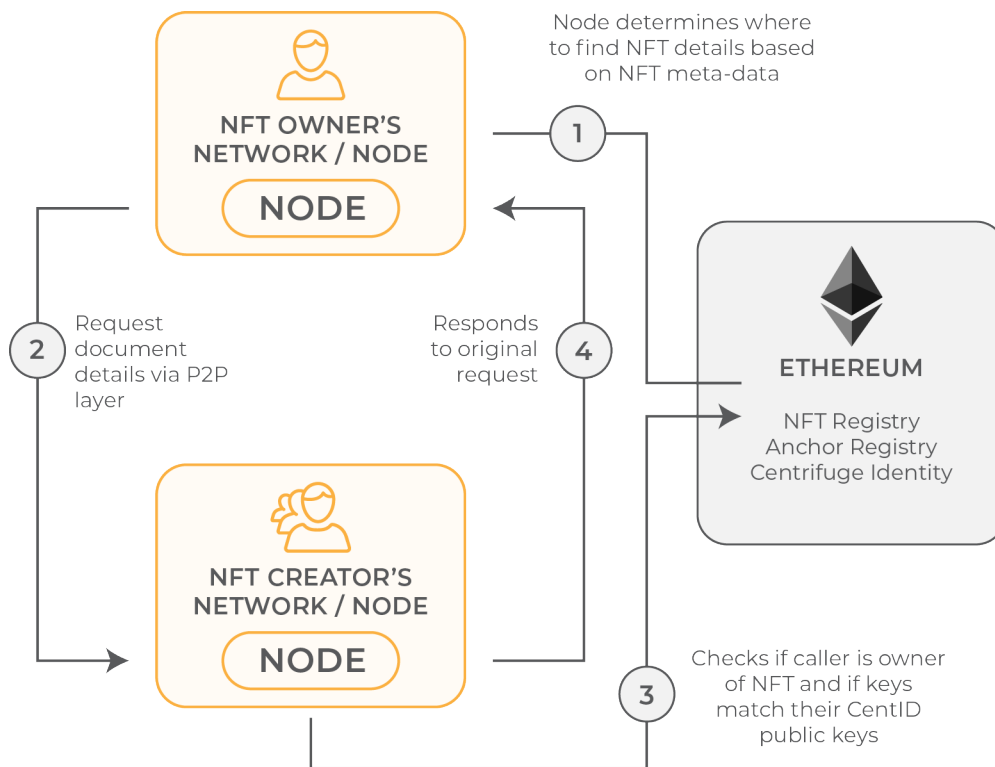 Node determines where
to find NFT details based
on NFT meta-data
1
NFT OWNER'S
NETWORK / NODE
NODE
2
Request
document
details via P2P
layer
Responds
to original
request
4
ETHEREUM
NFT Registry
Anchor Registry
Centrifuge Identity
NFT CREATOR'S
NETWORK / NODE
NODE
3
Checks if caller is owner
of NFT and if keys
match their CentID
public keys